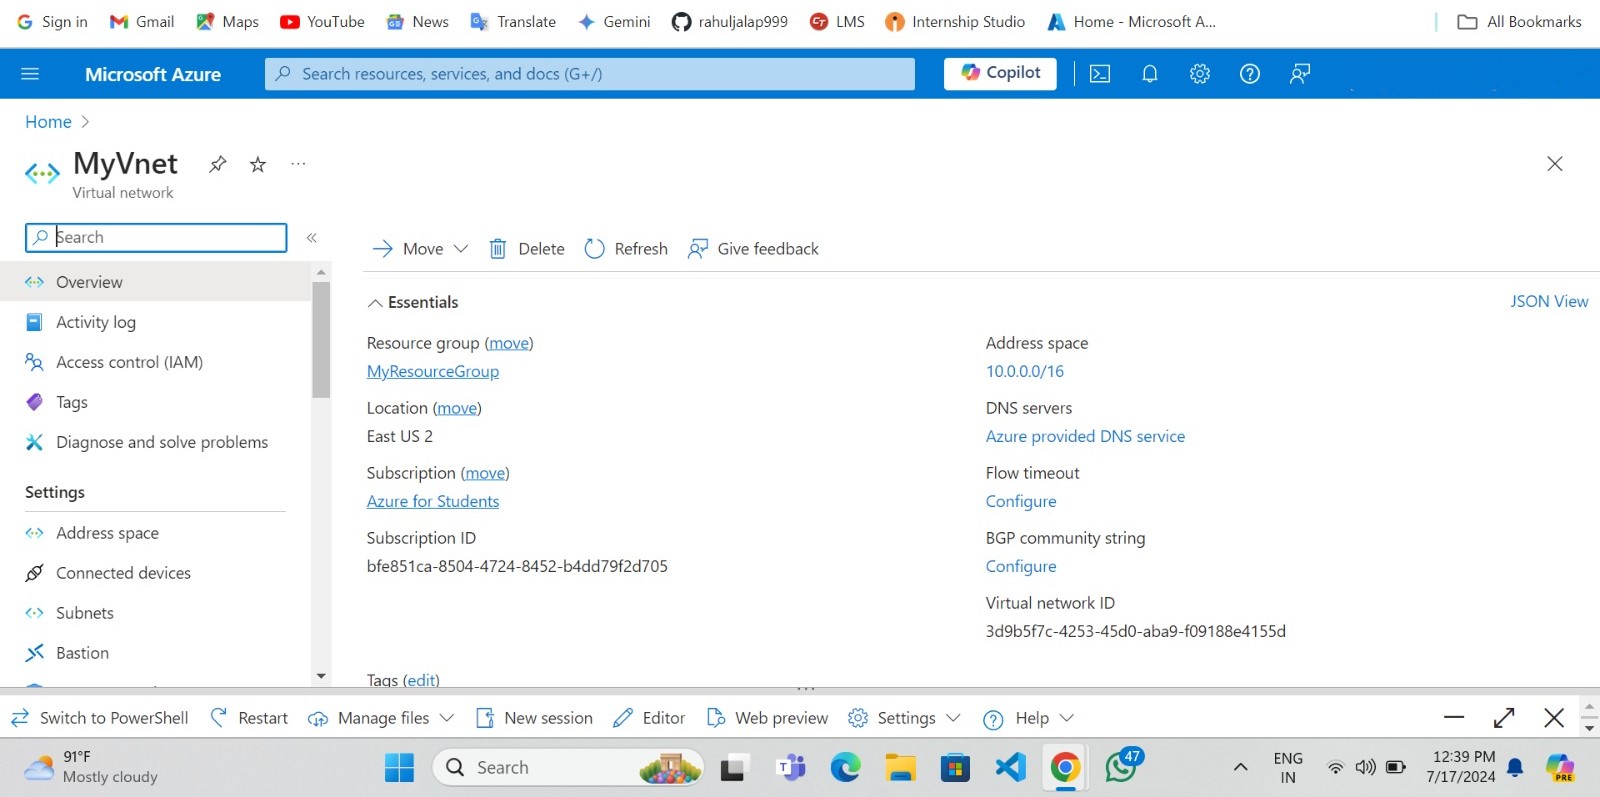 Sign in Gmail Maps YouTube News Translate Gemini rahuljalap999 LMS Internship Studio Home - Microsoft A... All Bookmarks
Microsoft Azure Search resources, services, and docs (G+/) Copilot
Home >
MyVnet ...
Virtual network
Search «
Move Delete Refresh Give feedback
Overview
Activity log
Access control (IAM)
Tags
Diagnose and solve problems
Settings
Address space
Connected devices
Subnets
Bastion
Essentials JSON View
Resource group (move)
MyResourceGroup
Location (move)
East US 2
Subscription (move)
Azure for Students
Subscription ID
bfe851ca-8504-4724-8452-b4dd79f2d705
Address space
10.0.0.0/16
DNS servers
Azure provided DNS service
Flow timeout
Configure
BGP community string
Configure
Virtual network ID
3d9b5f7c-4253-45d0-aba9-f09188e4155d
Tags (edit)
Switch to PowerShell Restart Manage files New session Editor Web preview Settings Help
91°F
Mostly cloudy
Search
47
ENG
IN
12:39 PM
7/17/2024
PRE